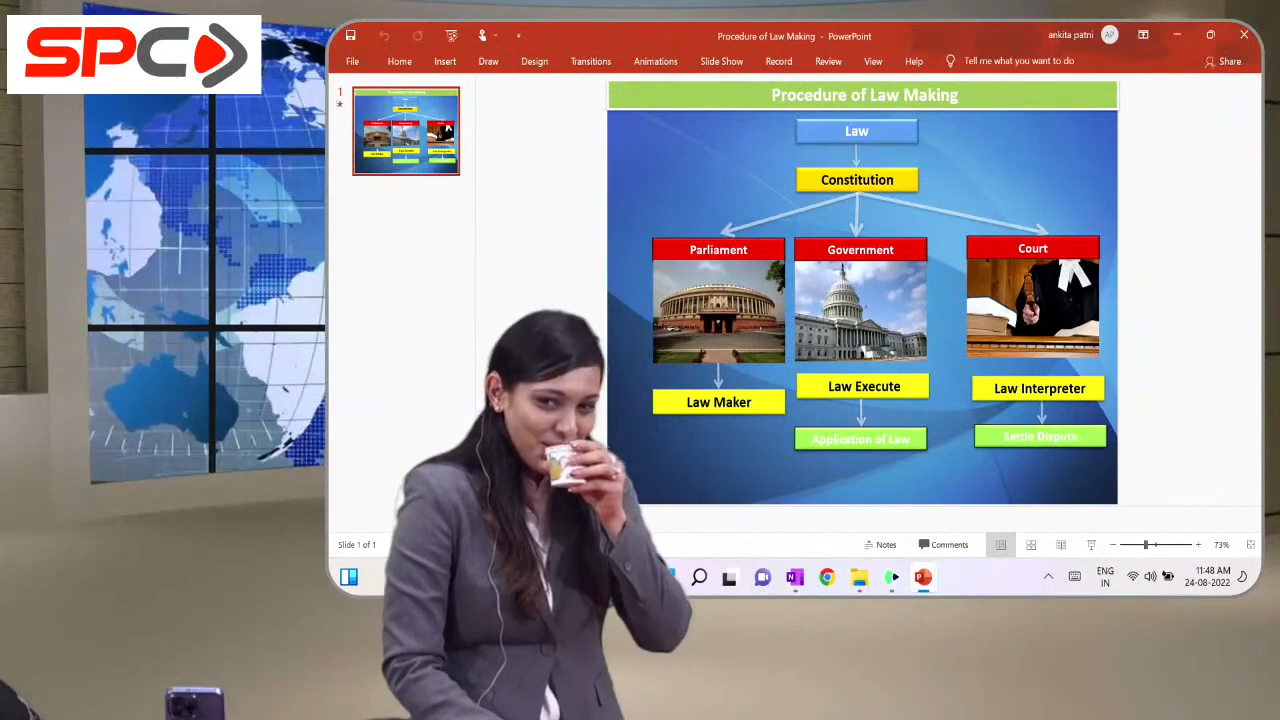 SPC
Procedure of Law Making - PowerPoint
ankita patni
AP
File Home Insert Draw Design Transitions Animations Slide Show Record Review View Help Tell me what you want to do Share
1
Procedure of Law Making
Law
Constitution
Parliament
Government
Court
Law Maker
Law Execute
Law Interpreter
Application of Law
Settle Dispute
Slide 1 of 1
Notes
Comments
73%
ENG
IN
11:48 AM
24-08-2022